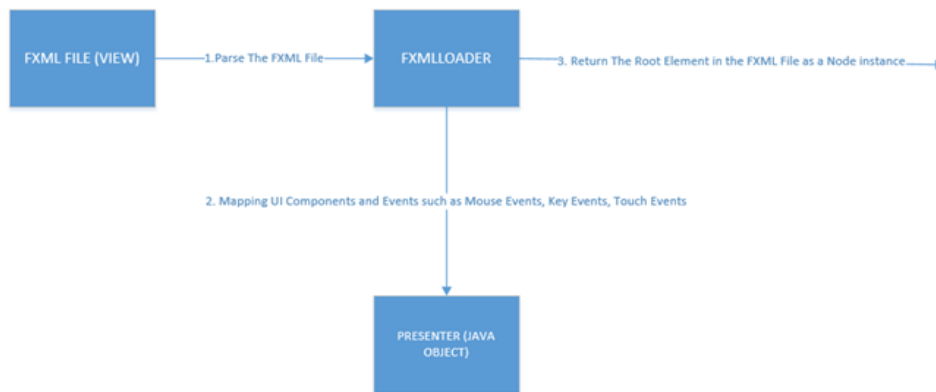 FXML FILE (VIEW)
1.Parse The FXML File
FXMLLOADER
3. Return The Root Element in the FXML File as a Node instance
2. Mapping UI Components and Events such as Mouse Events, Key Events, Touch Events
PRESENTER (JAVA
OBJECT)